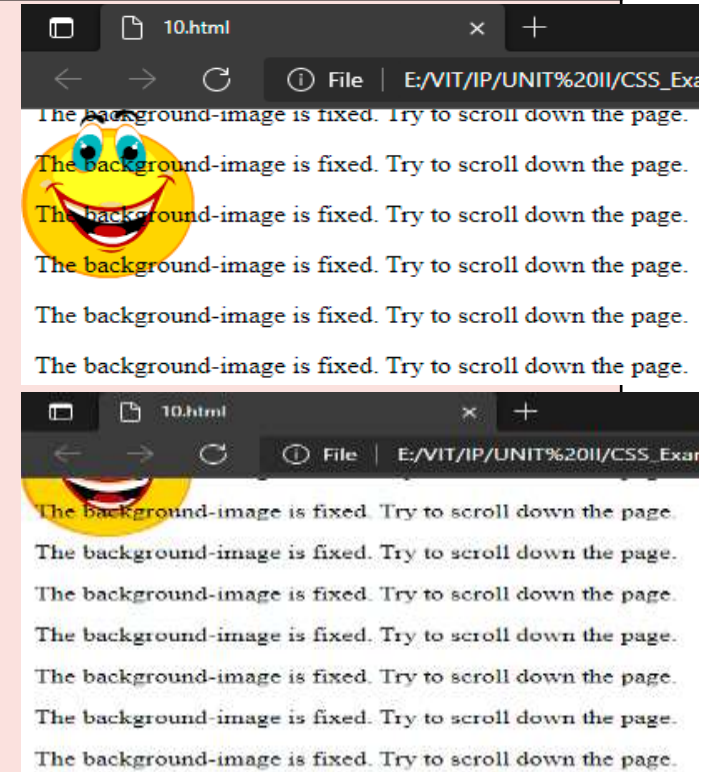 10.html
File | E:/VIT/IP/UNIT%20II/CSS_Exa
The background-image is fixed. Try to scroll down the page.
The background-image is fixed. Try to scroll down the page.
The background-image is fixed. Try to scroll down the page.
The background-image is fixed. Try to scroll down the page.
The background-image is fixed. Try to scroll down the page.
The background-image is fixed. Try to scroll down the page.
10.html
File | E:/VIT/IP/UNIT%20II/CSS_Exar
The background-image is fixed. Try to scroll down the page.
The background-image is fixed. Try to scroll down the page.
The background-image is fixed. Try to scroll down the page.
The background-image is fixed. Try to scroll down the page.
The background-image is fixed. Try to scroll down the page.
The background-image is fixed. Try to scroll down the page.
The background-image is fixed. Try to scroll down the page.